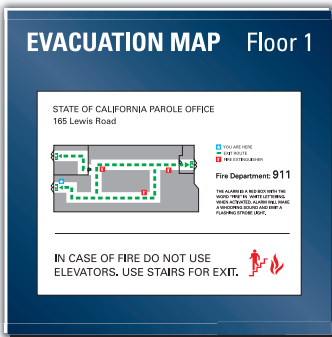 EVACUATION MAP Floor 1
STATE OF CALIFORNIA PAROLE OFFICE
165 Lewis Road
YOU ARE HERE
EXIT ROUTE
FIRE EXTINGUISHER
Fire Department: 911
THE ALARM IS A RED BOX WITH THE
WORD "FIRE" IN WHITE LETTERING.
WHEN ACTIVATED, ALARM WILL MAKE
A WHOOPING SOUND AND EMIT A
FLASHING STROBE LIGHT.
IN CASE OF FIRE DO NOT USE
ELEVATORS. USE STAIRS FOR EXIT.